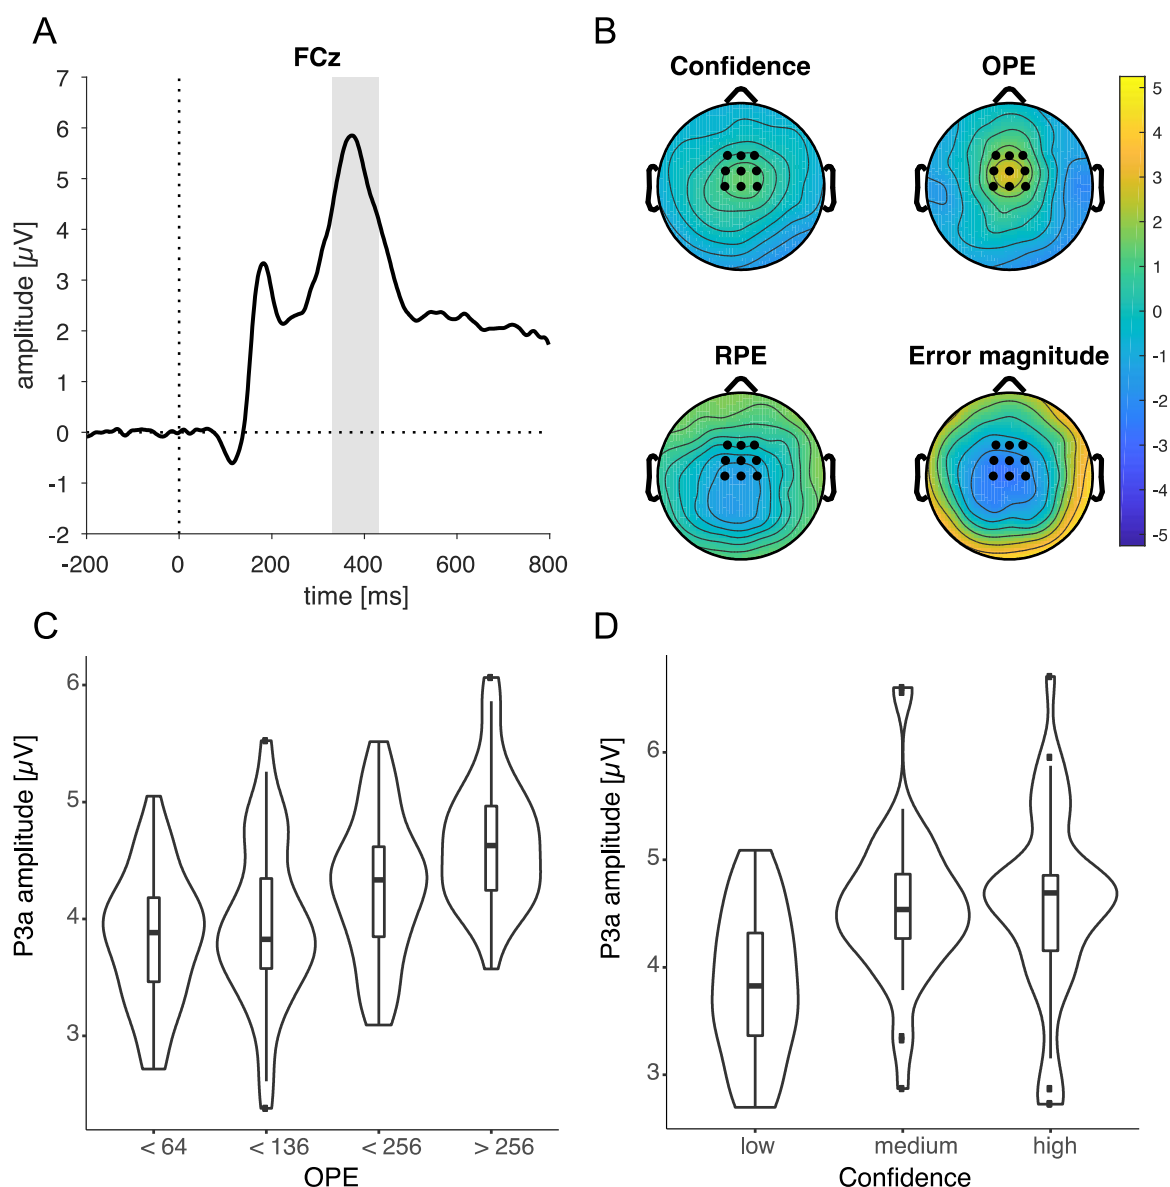 A
FCz
7
6
5
4
3
2
1
0
-1
-2
amplitude [µV]
-200
0
200
400
600
800
time [ms]
B
Confidence
OPE
RPE
Error magnitude
5
4
3
2
1
0
-1
-2
-3
-4
-5
C
6
5
4
3
P3a amplitude [µV]
< 64
< 136
< 256
> 256
OPE
D
6
5
4
3
P3a amplitude [µV]
low
medium
high
Confidence